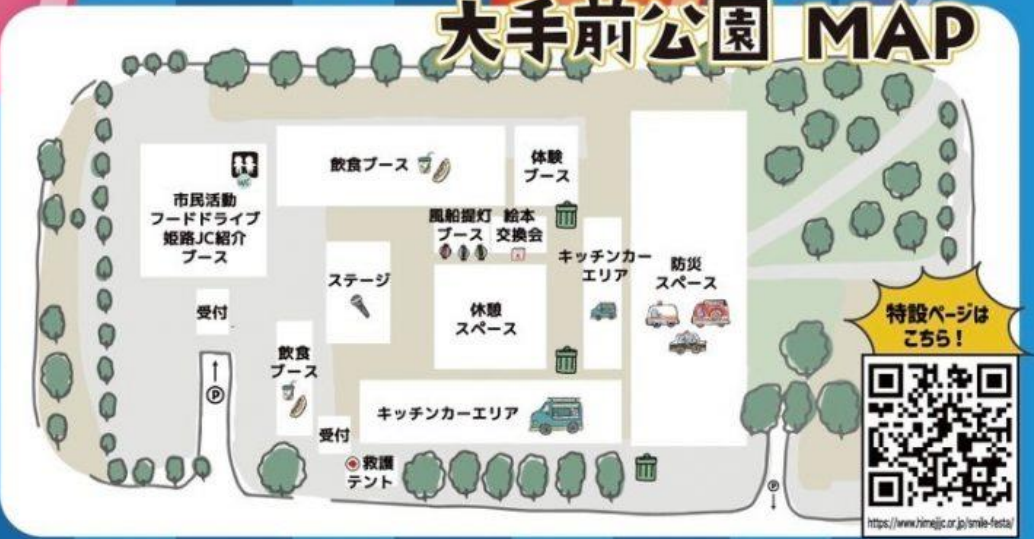 大手前公園 MAP
飲食ブース
体験
ブース
WC
市民活動
フードドライブ
姫路JC紹介
ブース
風船提灯
ブース
絵本
交換会
キッチンカー
エリア
防災
スペース
ステージ
休憩
スペース
受付
特設ページは
こちら！
飲食
ブース
P
キッチンカーエリア
受付
救護
テント
P
https://www.himejijc.or.jp/smile-festa/